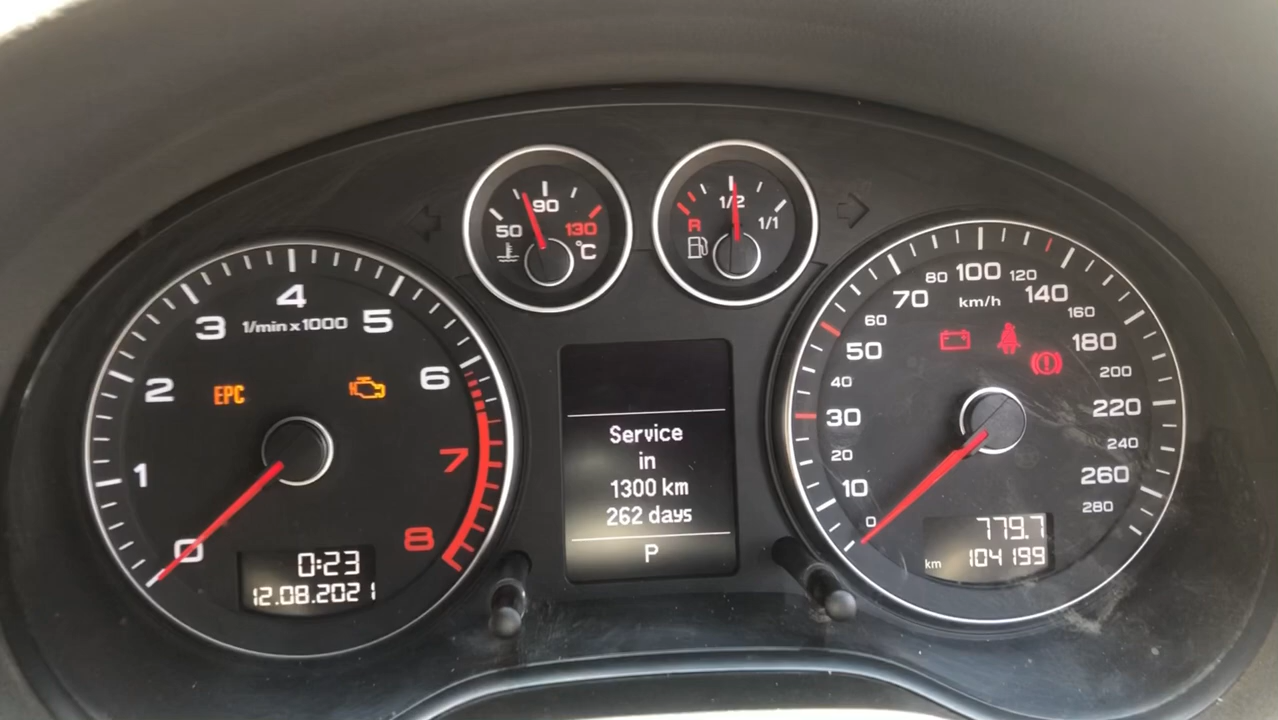 50 90 130
°C
R 1/2 1/1
0 1 2 3 4 5 6 7 8
1/min x 1000
EPC
0:23
12.08.2021
Service
in
1300 km
262 days
P
0 10 20 30 40 50 60 70 80 100 120 140 160 180 200 220 240 260 280
km/h
779.7
km 104199